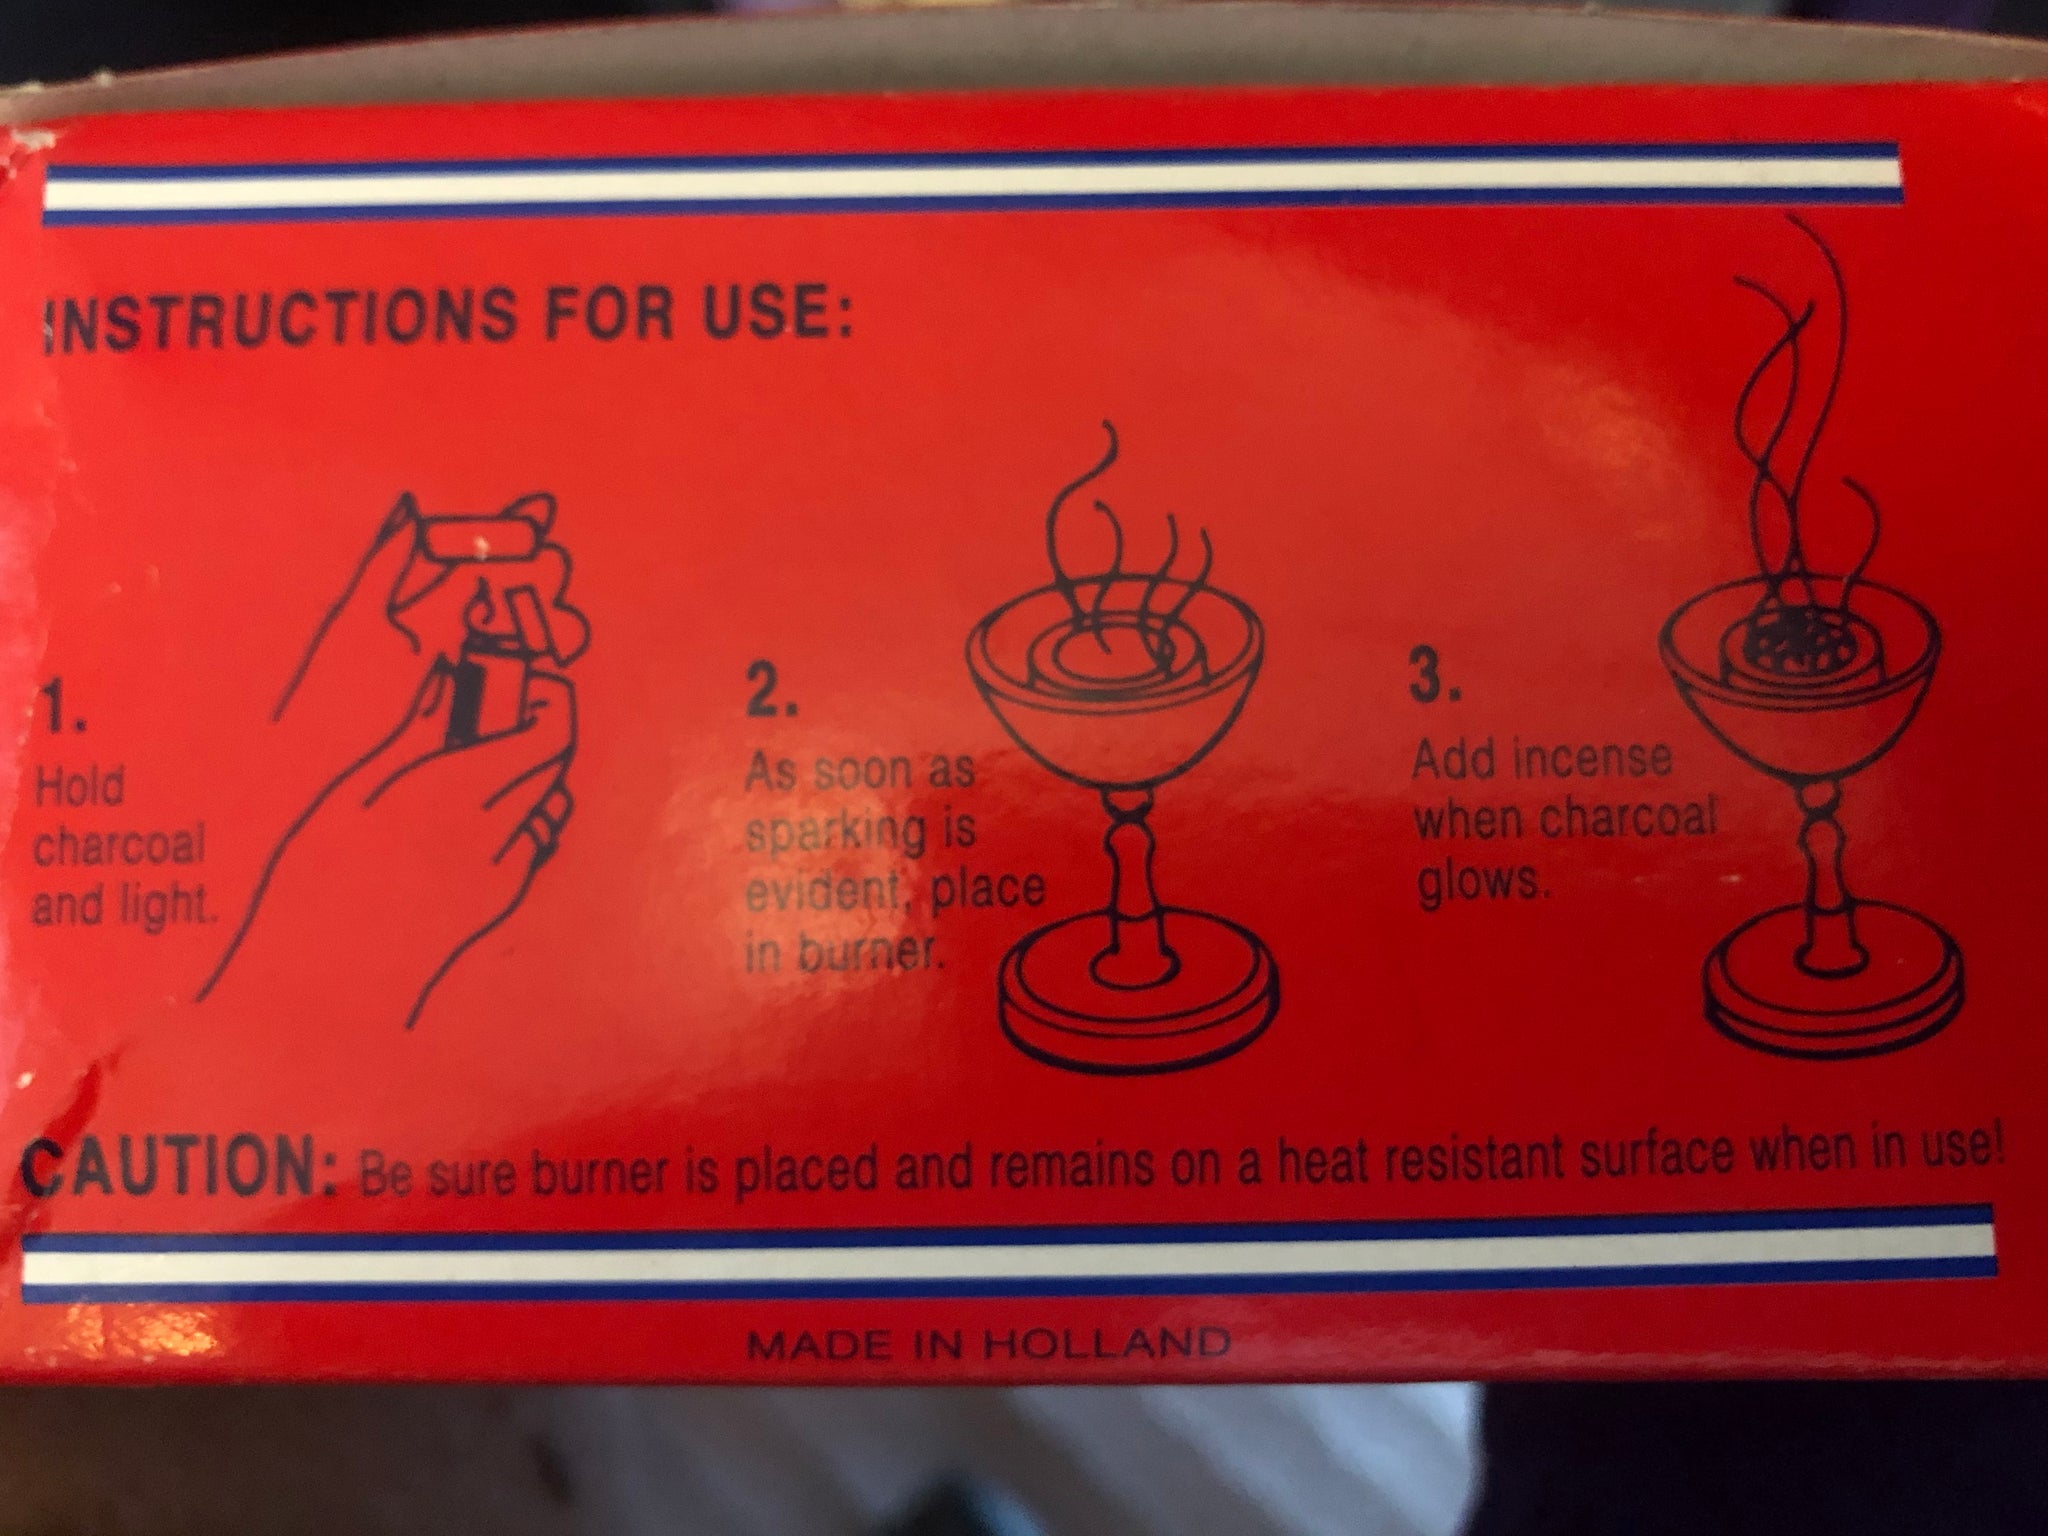 INSTRUCTIONS FOR USE:
1.
Hold
charcoal
and light.
2.
As soon as
sparking is
evident, place
in burner.
3.
Add incense
when charcoal
glows.
CAUTION: Be sure burner is placed and remains on a heat resistant surface when in use!
MADE IN HOLLAND